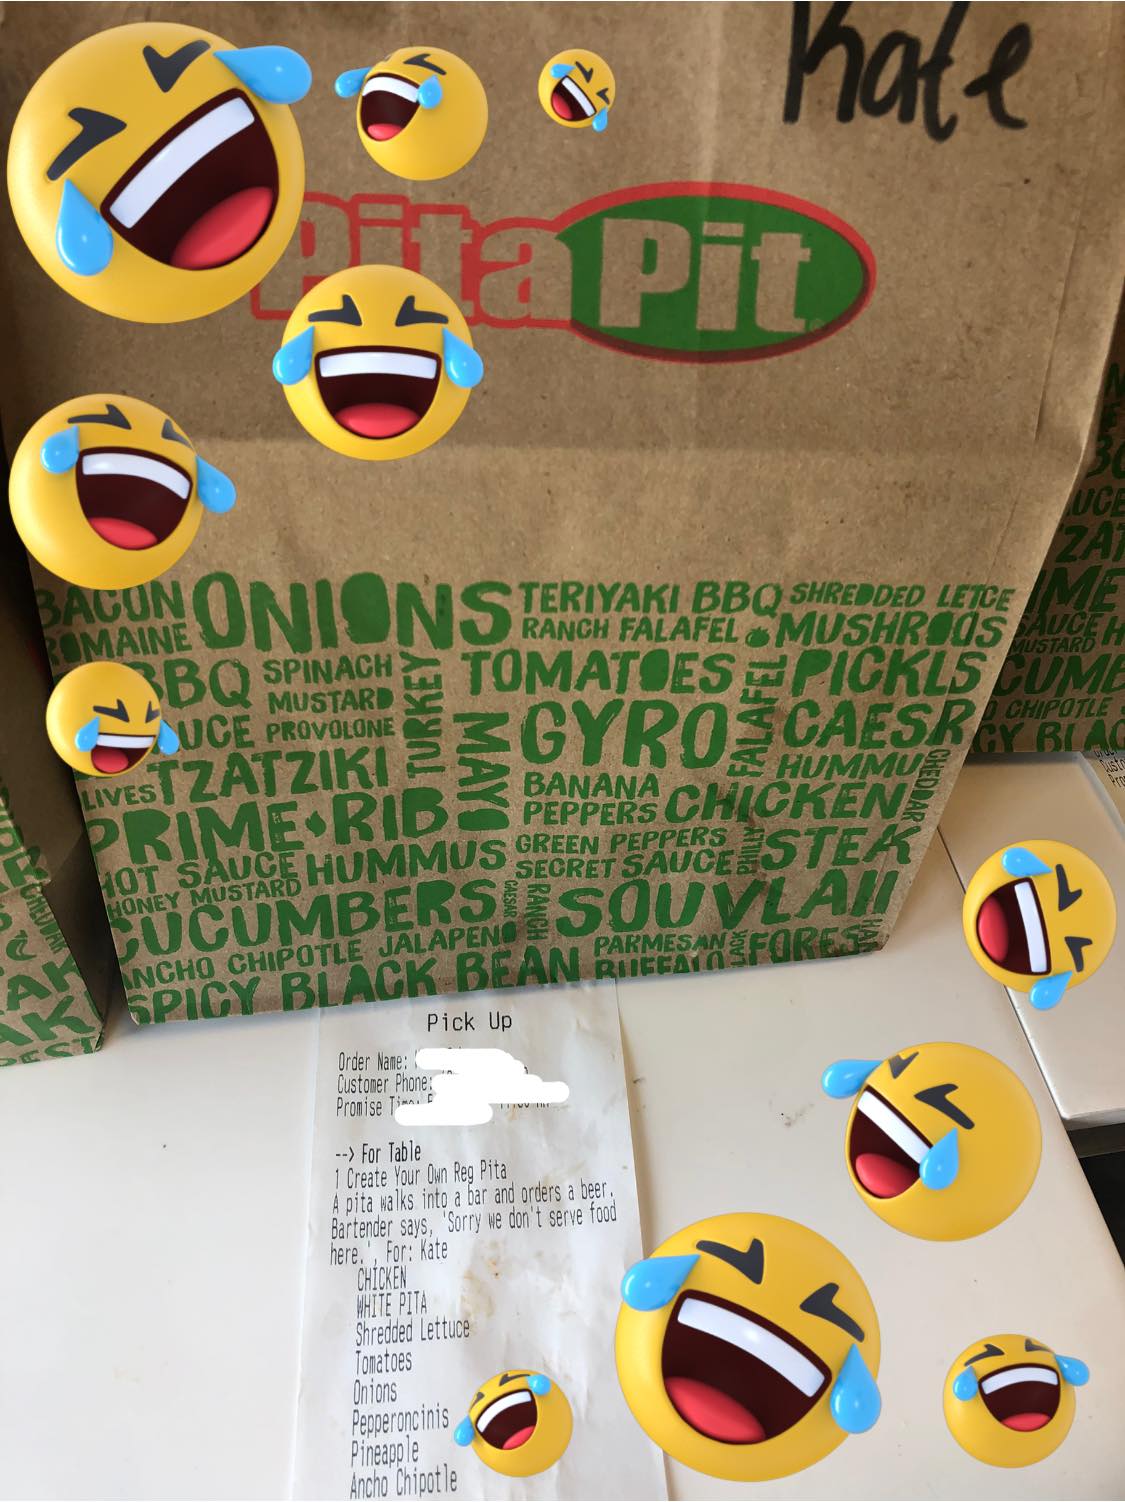 Kate
Pita Pit
BACON ONIONS TERIYAKI BBQ SHREDDED LETCE
ROMAINE RANCH FALAFEL MUSHROOS
BBQ SPINACH TURKEY TOMATOES FALAFEL PICKLS
MUSTARD
UCE PROVOLONE MAYO GYRO CAESR
LIVES TZATZIKI HUMMU CHEDDAR
BANANA
PRIME RIB PEPPERS CHICKEN
HOT SAUCE HUMMUS GREEN PEPPERS PHILLY STEA
HONEY MUSTARD SECRET SAUCE
CUCUMBERS CAESAR RANCH SOUVLAII
ANCHO CHIPOTLE JALAPENO PARMESAN FORES
SPICY BLACK BEAN BUFFALO
Pick Up
Order Name:
Customer Phone:
Promise Time:
--> For Table
1 Create Your Own Reg Pita
A pita walks into a bar and orders a beer.
Bartender says, 'Sorry we don't serve food
here.', For: Kate
CHICKEN
WHITE PITA
Shredded Lettuce
Tomatoes
Onions
Pepperoncinis
Pineapple
Ancho Chipotle